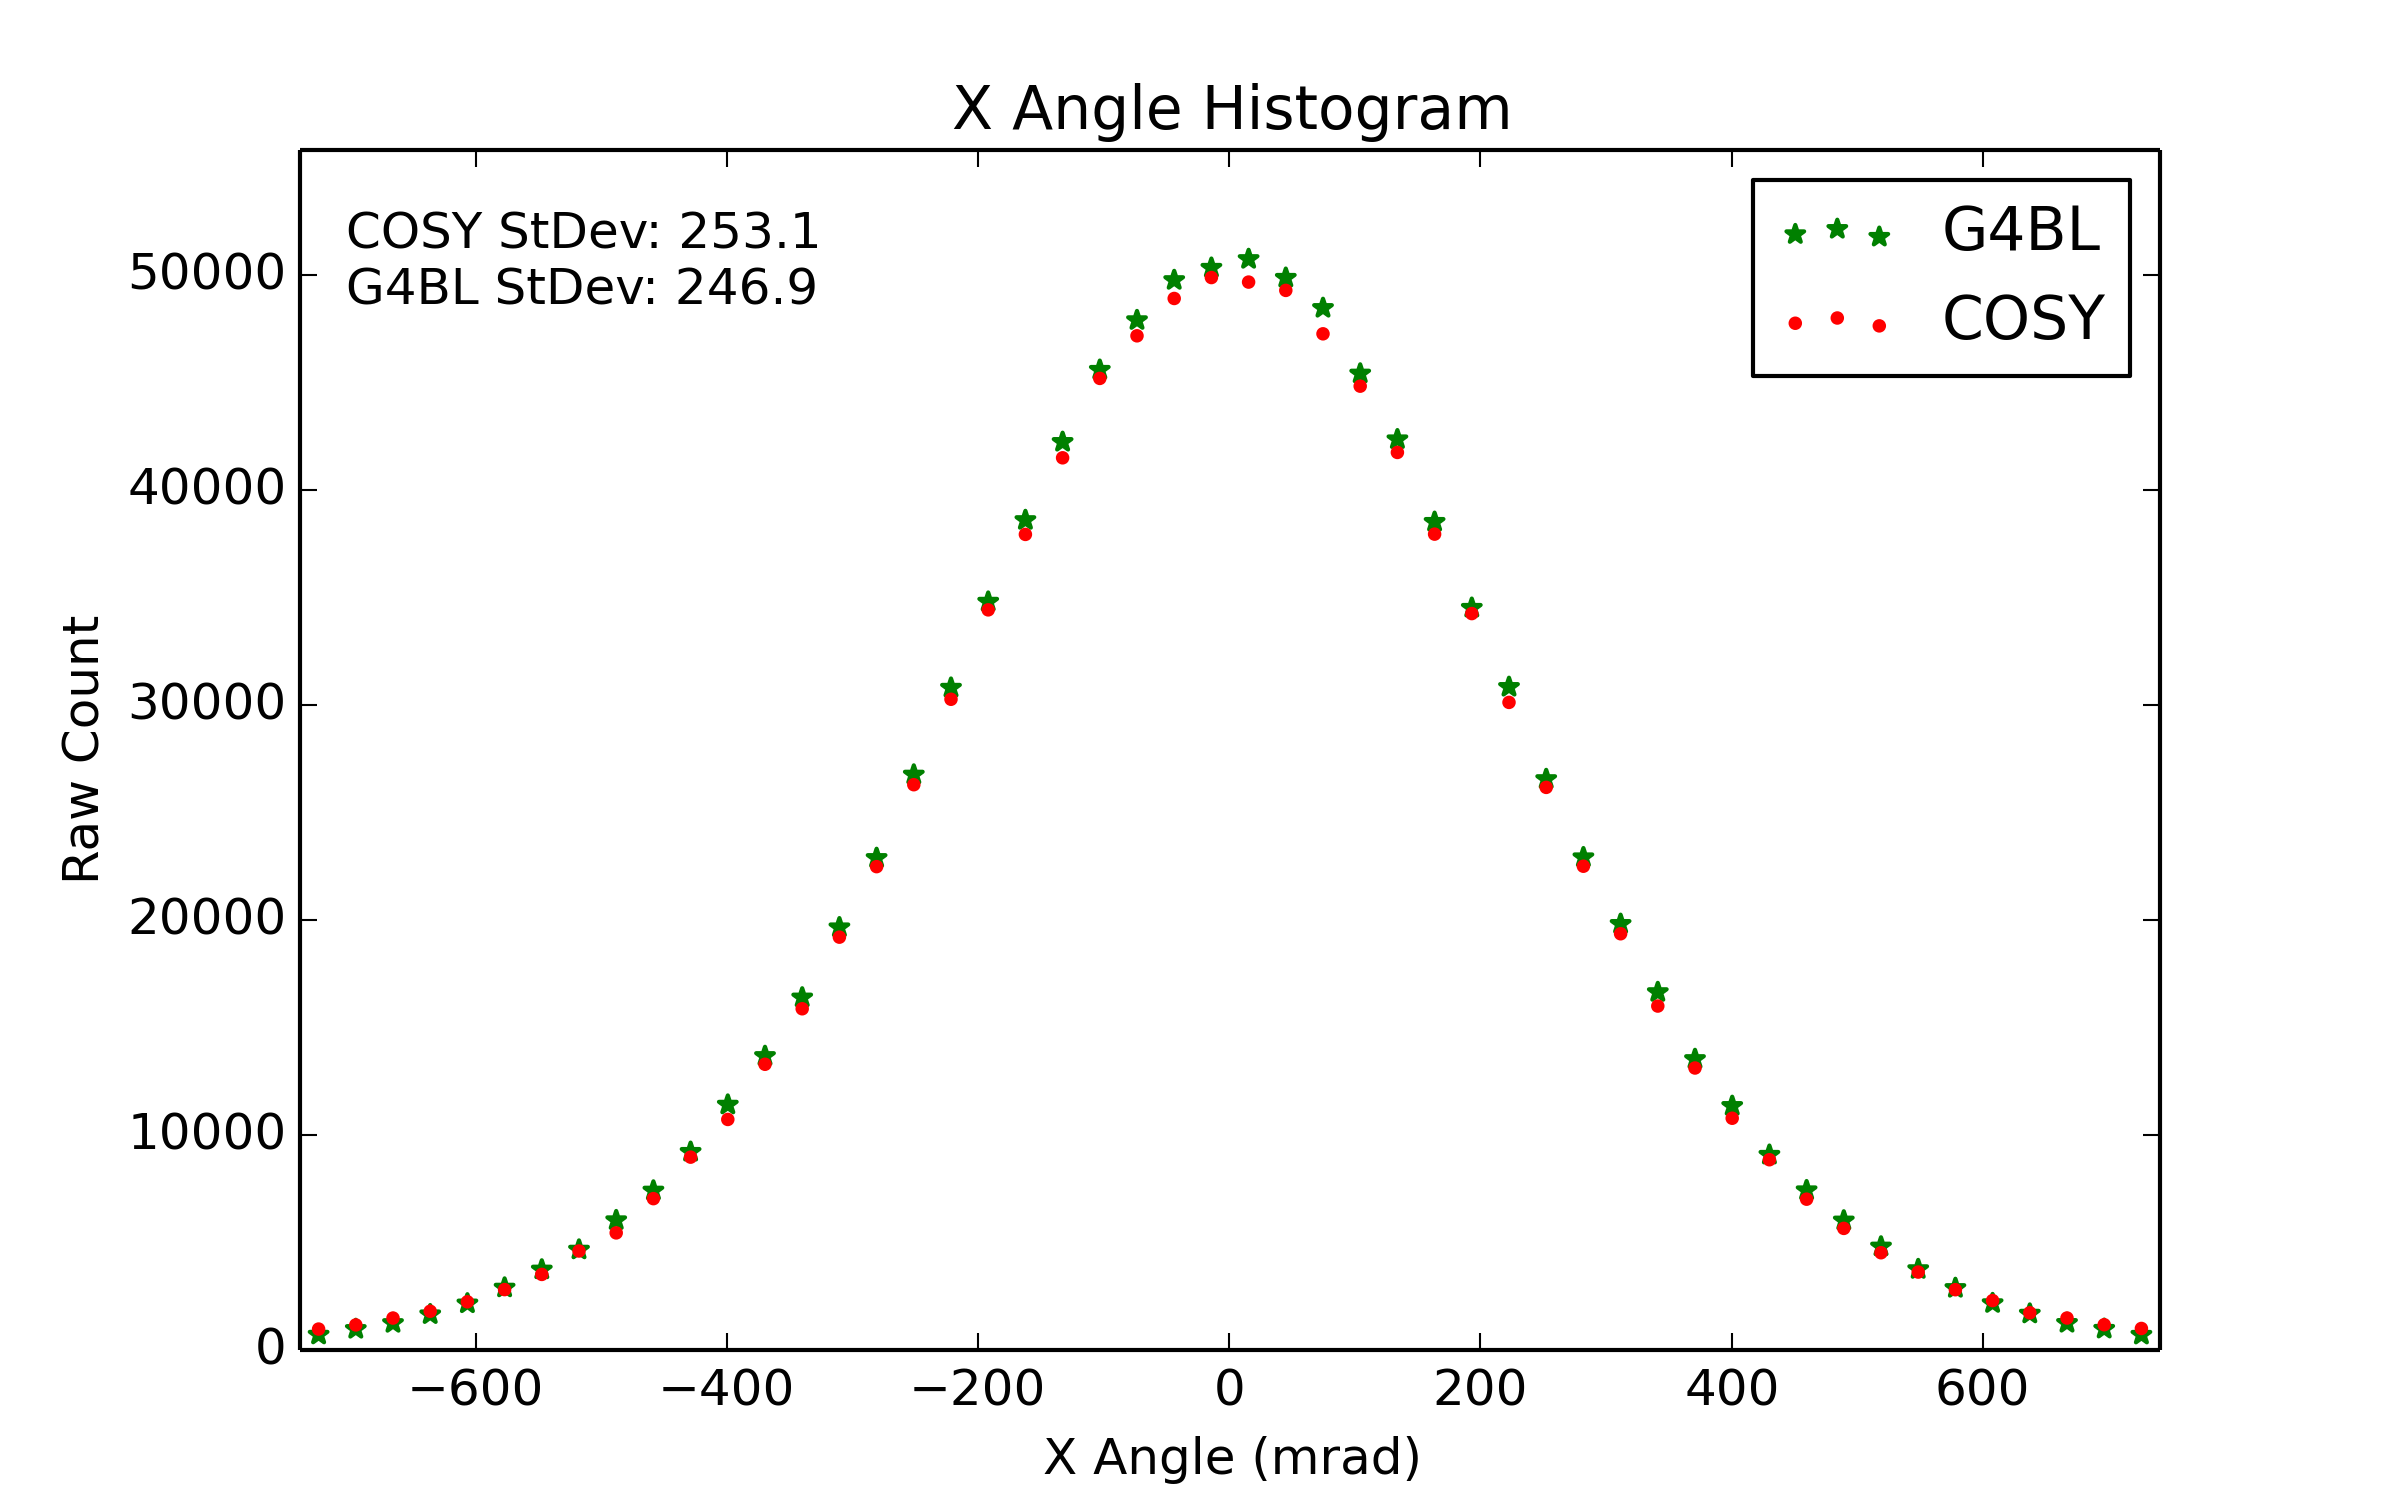 X Angle Histogram
COSY StDev: 253.1
G4BL StDev: 246.9
G4BL
COSY
Raw Count
50000
40000
30000
20000
10000
0
−600 −400 −200 0 200 400 600
X Angle (mrad)